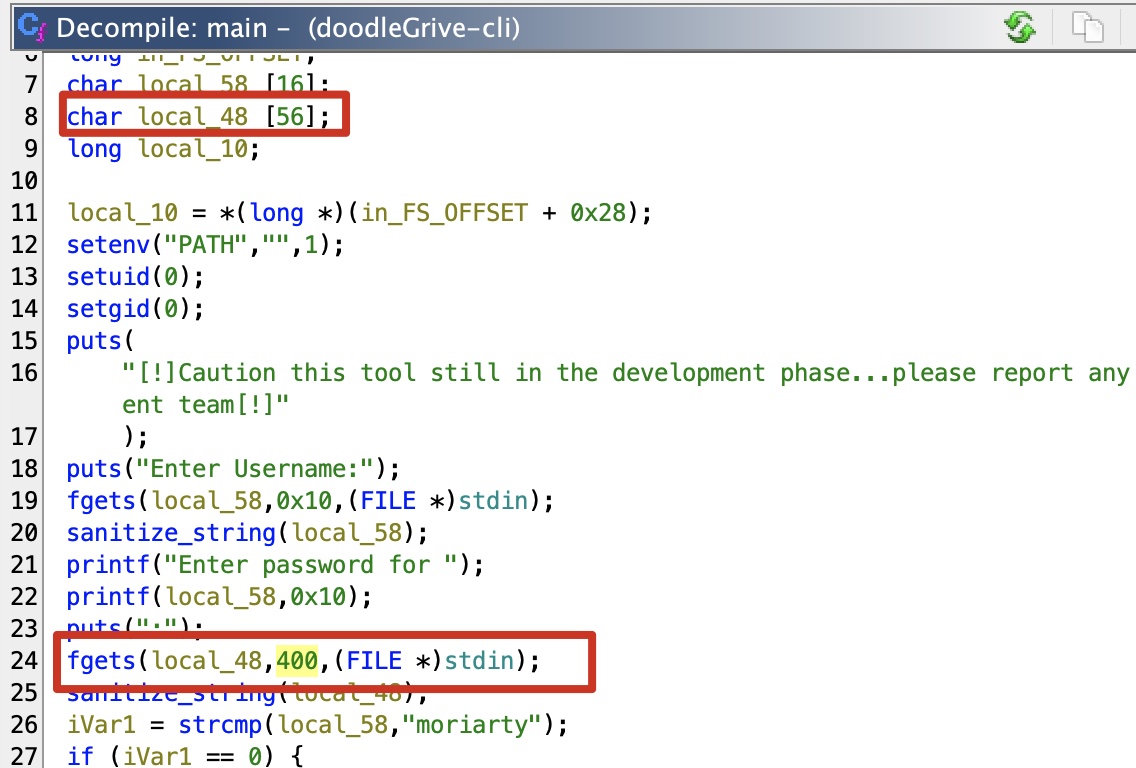 Decompile: main - (doodleGrive-cli)
6 long in_FS_OFFSET;
7 char local_58 [16];
8 char local_48 [56];
9 long local_10;
10
11 local_10 = *(long *)(in_FS_OFFSET + 0x28);
12 setenv("PATH","",1);
13 setuid(0);
14 setgid(0);
15 puts(
16 "[!]Caution this tool still in the development phase...please report any
ent team[!]"
17 );
18 puts("Enter Username:");
19 fgets(local_58,0x10,(FILE *)stdin);
20 sanitize_string(local_58);
21 printf("Enter password for ");
22 printf(local_58,0x10);
23 puts(":");
24 fgets(local_48,400,(FILE *)stdin);
25 sanitize_string(local_48);
26 iVar1 = strcmp(local_58,"moriarty");
27 if (iVar1 == 0) {